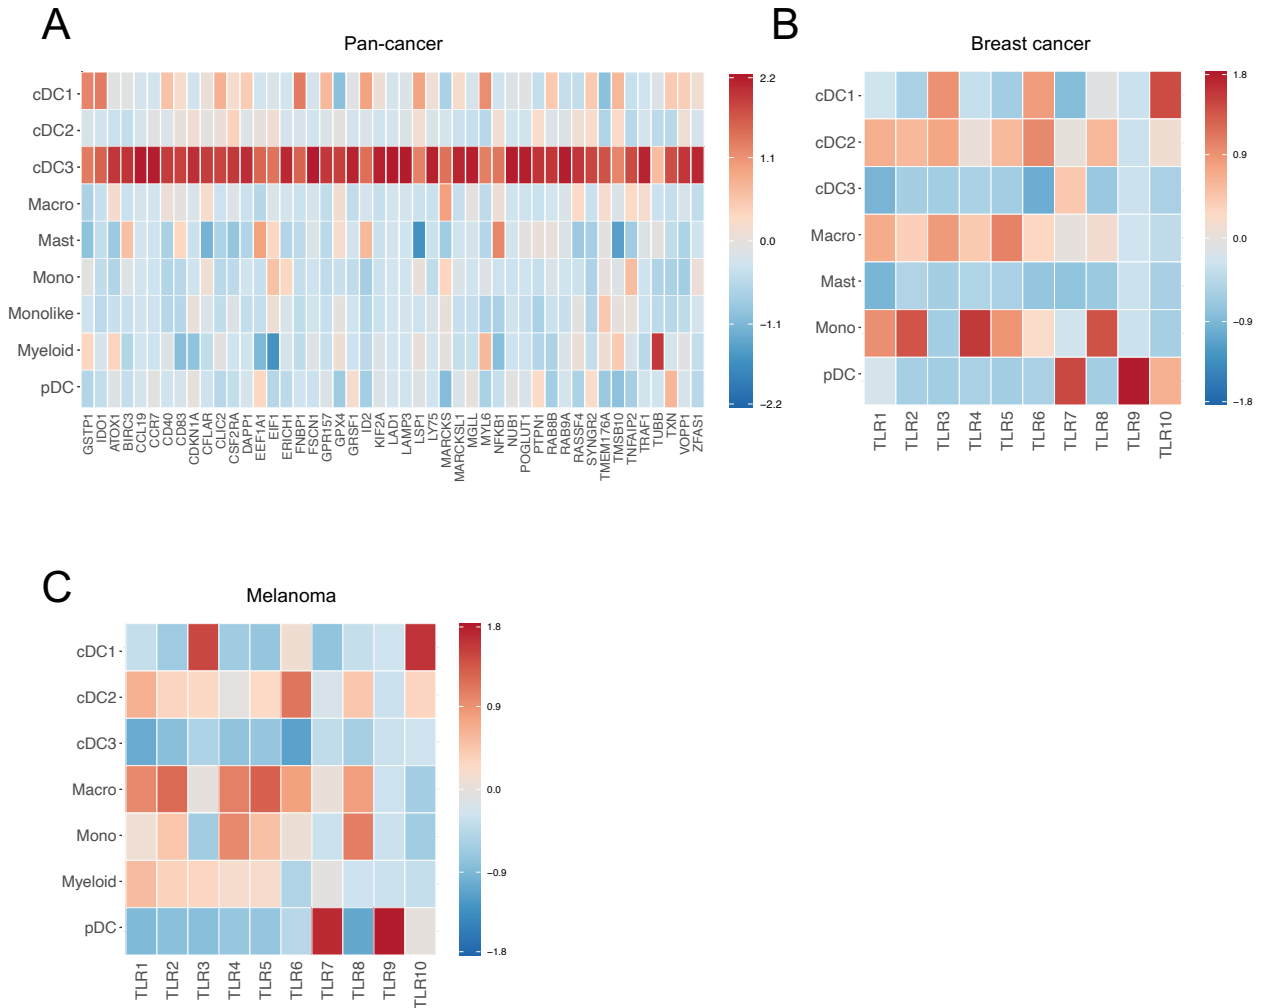 A
Pan-cancer
cDC1
cDC2
cDC3
Macro
Mast
Mono
Monolike
Myeloid
pDC
GSTP1
IDO1
ATOX1
BIRC3
CCL19
CCR7
CD40
CD83
CDKN1A
CFLAR
CLIC2
CSF2RA
DAPP1
EEF1A1
EIF1
ERICH1
FNBP1
FSCN1
GPR157
GPX4
GRSF1
ID2
KIF2A
LAD1
LAMP3
LSP1
LY75
MARCKS
MARCKSL1
MGLL
MYL6
NFKB1
NUB1
POGLUT1
PTPN1
RAB8B
RAB9A
RASSF4
SYNGR2
TMEM176A
TMSB10
TNFAIP2
TRAF1
TUBB
TXN
VOPP1
ZFAS1
2.2
1.1
0.0
−1.1
−2.2
B
Breast cancer
cDC1
cDC2
cDC3
Macro
Mast
Mono
pDC
TLR1
TLR2
TLR3
TLR4
TLR5
TLR6
TLR7
TLR8
TLR9
TLR10
1.8
0.9
0.0
−0.9
−1.8
C
Melanoma
cDC1
cDC2
cDC3
Macro
Mono
Myeloid
pDC
TLR1
TLR2
TLR3
TLR4
TLR5
TLR6
TLR7
TLR8
TLR9
TLR10
1.8
0.9
0.0
−0.9
−1.8